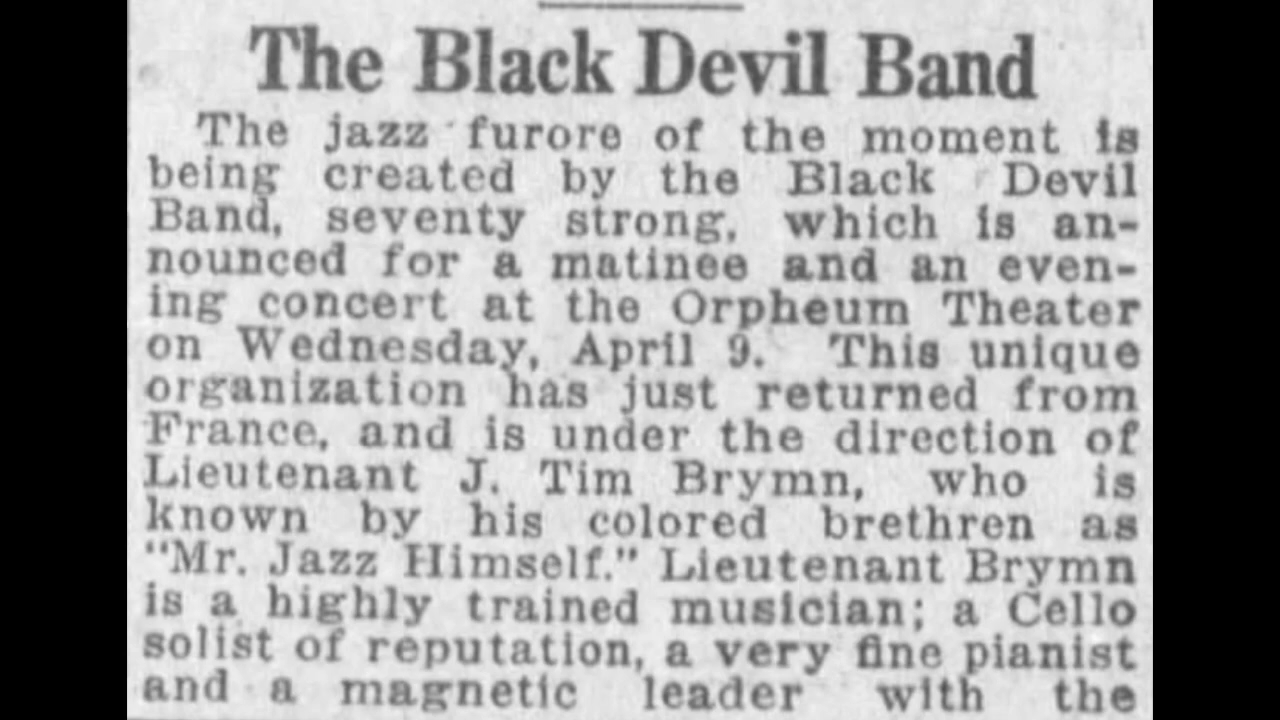 The Black Devil Band
The jazz furore of the moment is
being created by the Black Devil
Band, seventy strong, which is an-
nounced for a matinee and an even-
ing concert at the Orpheum Theater
on Wednesday, April 9. This unique
organization has just returned from
France, and is under the direction of
Lieutenant J. Tim Brymn, who is
known by his colored brethren as
"Mr. Jazz Himself." Lieutenant Brymn
is a highly trained musician; a Cello
solist of reputation, a very fine pianist
and a magnetic leader with the